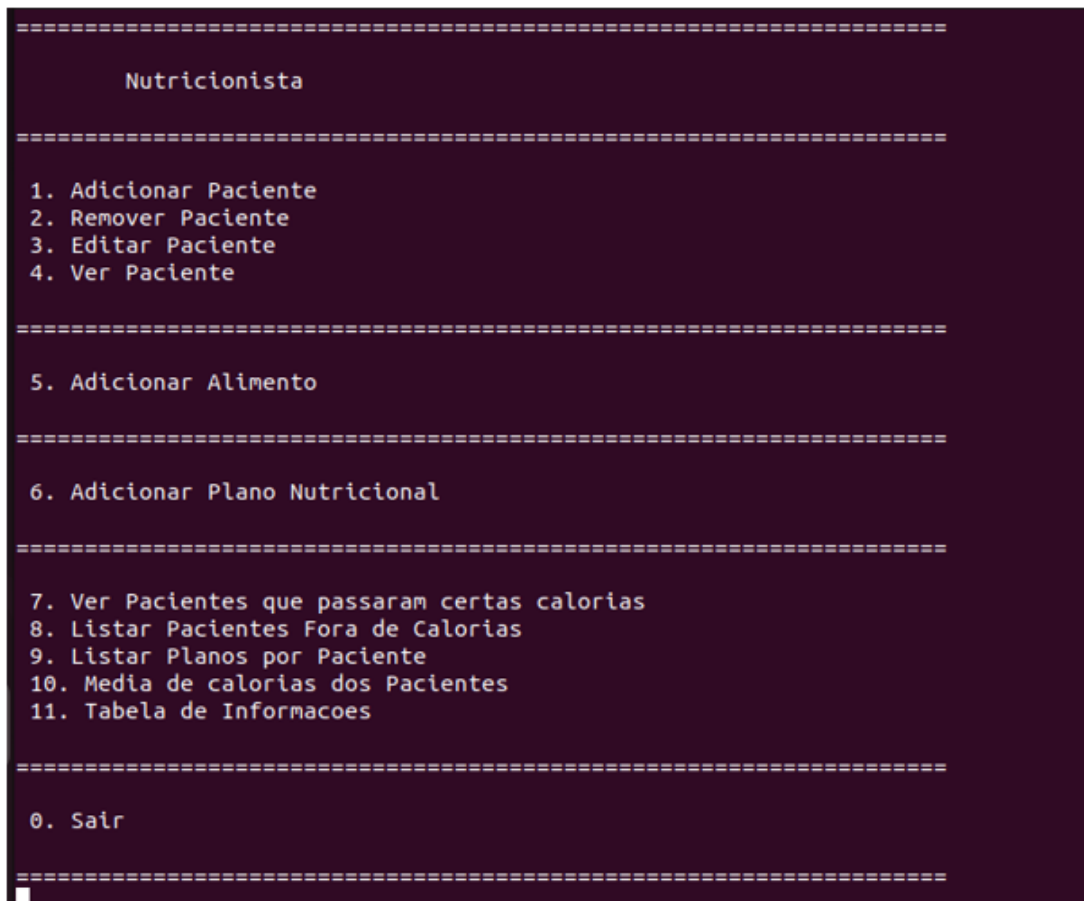 ====================================================================
Nutricionista
====================================================================
1. Adicionar Paciente
2. Remover Paciente
3. Editar Paciente
4. Ver Paciente
====================================================================
5. Adicionar Alimento
====================================================================
6. Adicionar Plano Nutricional
====================================================================
7. Ver Pacientes que passaram certas calorias
8. Listar Pacientes Fora de Calorias
9. Listar Planos por Paciente
10. Media de calorias dos Pacientes
11. Tabela de Informacoes
====================================================================
0. Sair
====================================================================